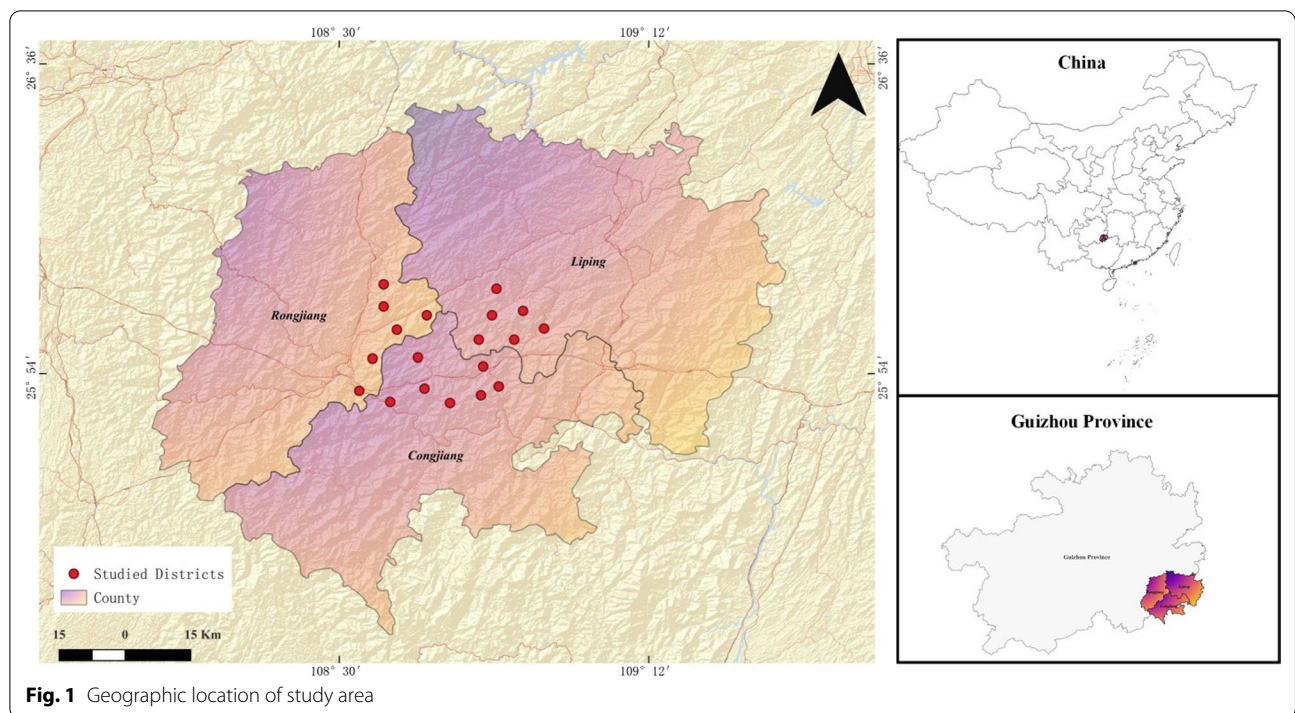 108° 30′
109° 12′
26° 36′
26° 36′
China
Liping
Rongjiang
25° 54′
25° 54′
Congjiang
Guizhou Province
Guizhou Province
Liping
Studied Districts
County
15 0 15 Km
108° 30′
109° 12′
Fig. 1 Geographic location of study area